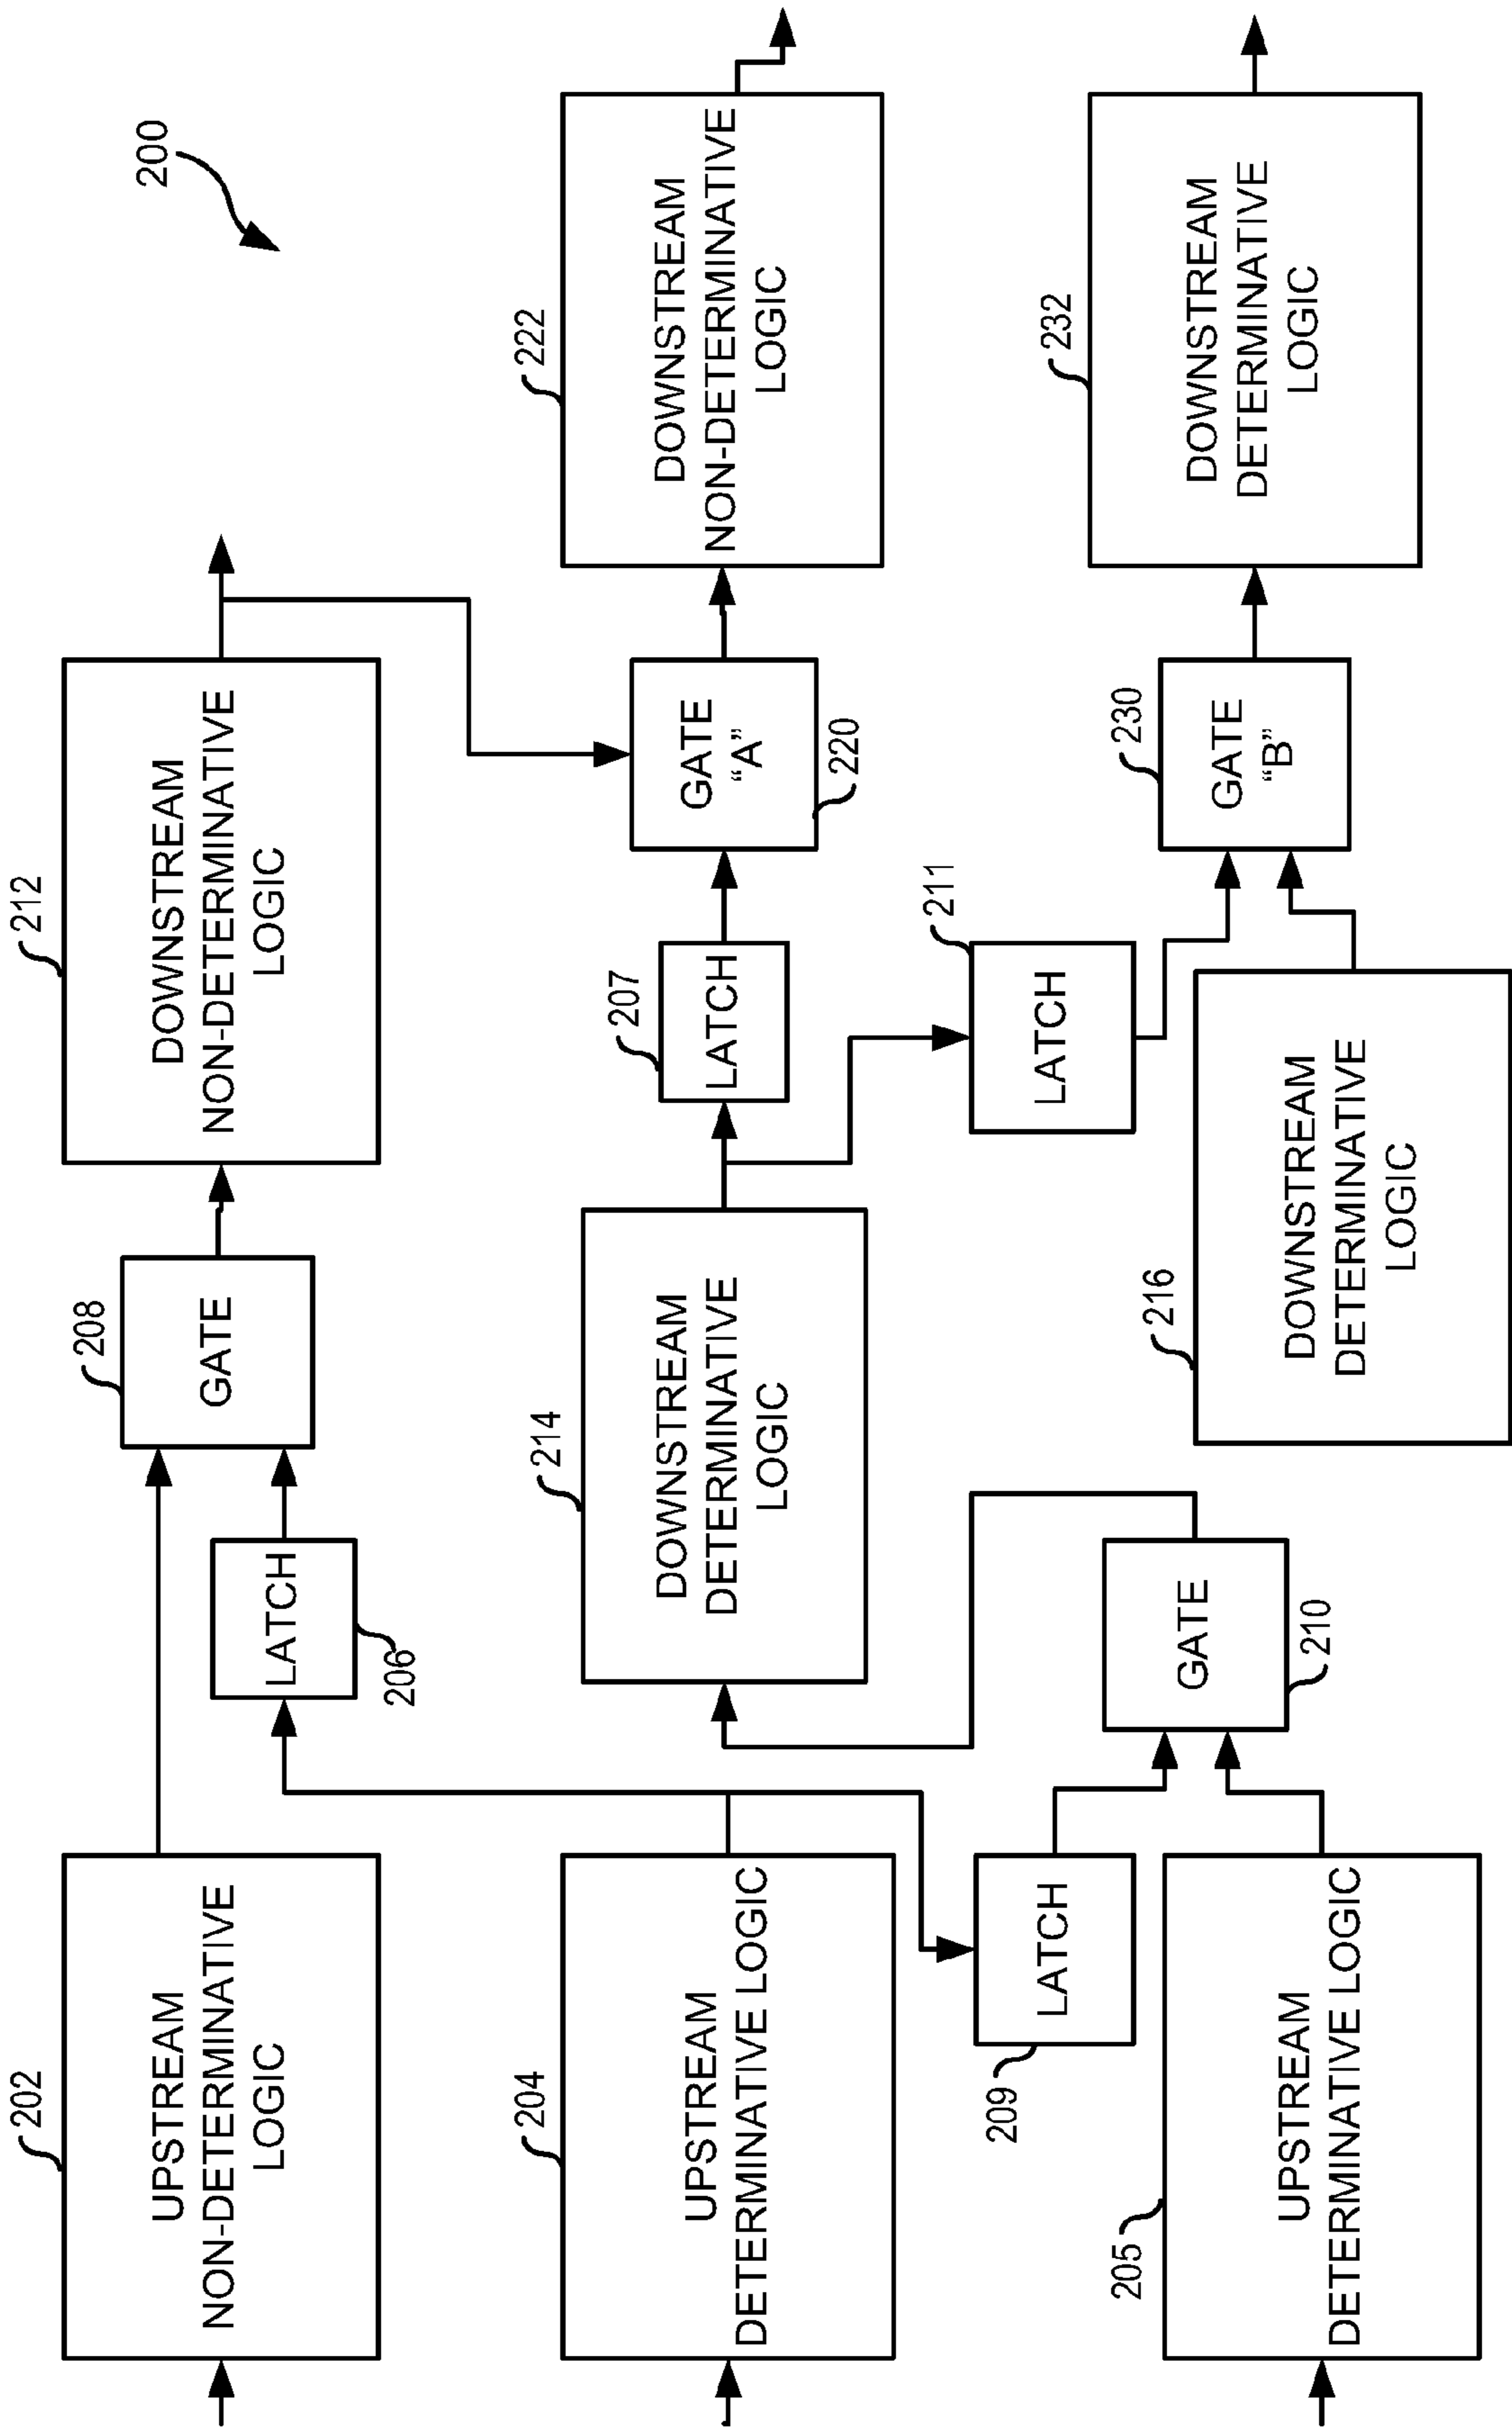 200
202
UPSTREAM
NON-DETERMINATIVE
LOGIC
204
UPSTREAM
DETERMINATIVE LOGIC
205
UPSTREAM
DETERMINATIVE LOGIC
LATCH
206
LATCH
209
208
GATE
GATE
210
212
DOWNSTREAM
NON-DETERMINATIVE
LOGIC
214
DOWNSTREAM
DETERMINATIVE
LOGIC
216
DOWNSTREAM
DETERMINATIVE
LOGIC
207
LATCH
211
LATCH
GATE
“A”
220
230
GATE
“B”
222
DOWNSTREAM
NON-DETERMINATIVE
LOGIC
232
DOWNSTREAM
DETERMINATIVE
LOGIC